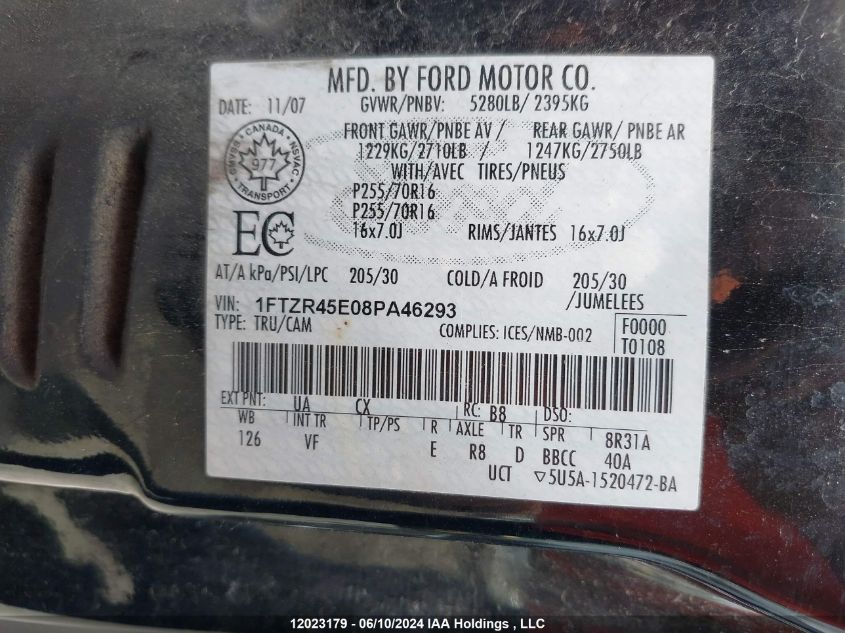 MFD. BY FORD MOTOR CO.
DATE: 11/07 GVWR/PNBV: 5280LB/ 2395KG
FRONT GAWR/PNBE AV / REAR GAWR/ PNBE AR
1229KG/2710LB / 1247KG/2750LB
WITH/AVEC TIRES/PNEUS
P255/70R16
P255/70R16
16x7.0J RIMS/JANTES 16x7.0J
CANADA
NSVAC
977
TRANSPORT
EC
AT/A kPa/PSI/LPC 205/30 COLD/A FROID 205/30
VIN: 1FTZR45E08PA46293 /JUMELEES
TYPE: TRU/CAM COMPLIES: ICES/NMB-002 F0000
T0108
EXT PNT: UA CX RC: B8 DSO:
WB INT TR TP/PS R AXLE TR SPR 8R31A
126 VF E R8 D BBCC 40A
UCT ▽5U5A-1520472-BA
12023179 - 06/10/2024 IAA Holdings , LLC